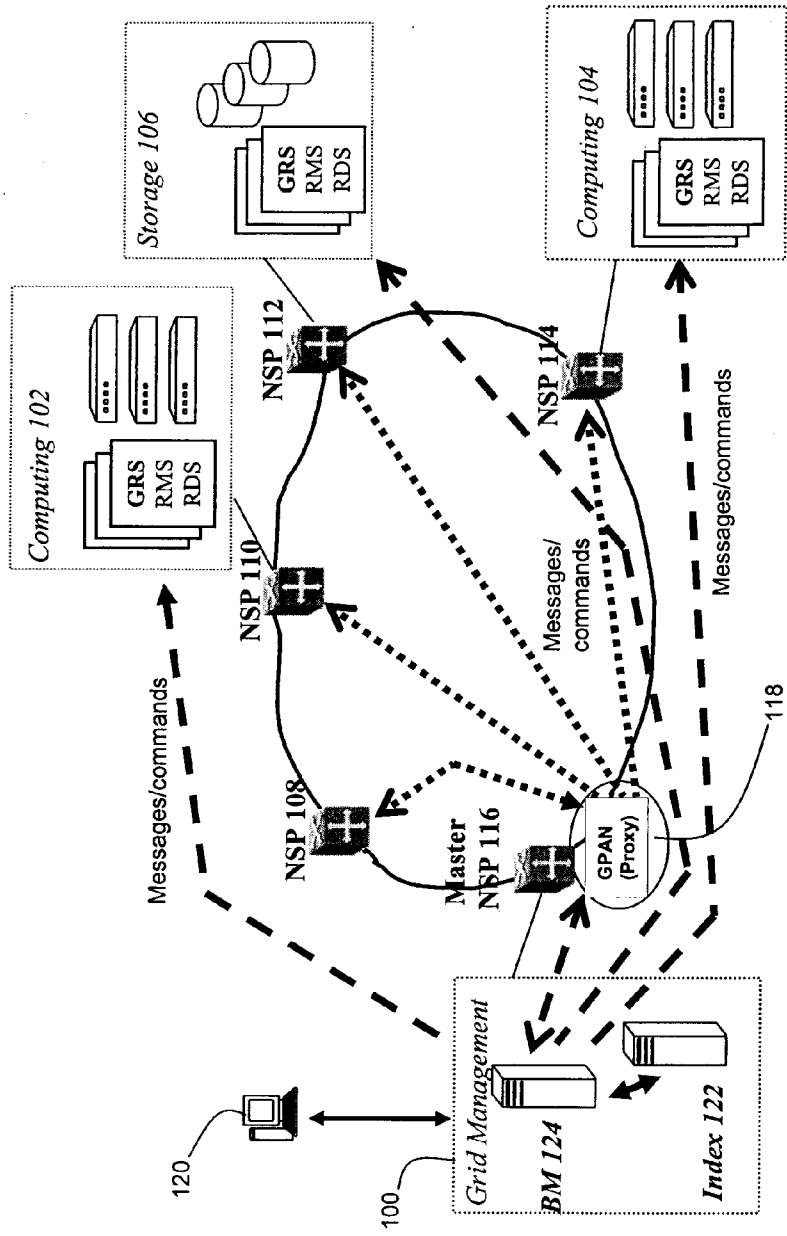 120
100
Grid Management
BM 124
Index 122
Messages/commands
Master
NSP 116
GPAN
(Proxy)
118
NSP 108
NSP 110
NSP 112
NSP 114
Messages/
commands
Messages/commands
Computing 102
GRS
RMS
RDS
Storage 106
GRS
RMS
RDS
Computing 104
GRS
RMS
RDS